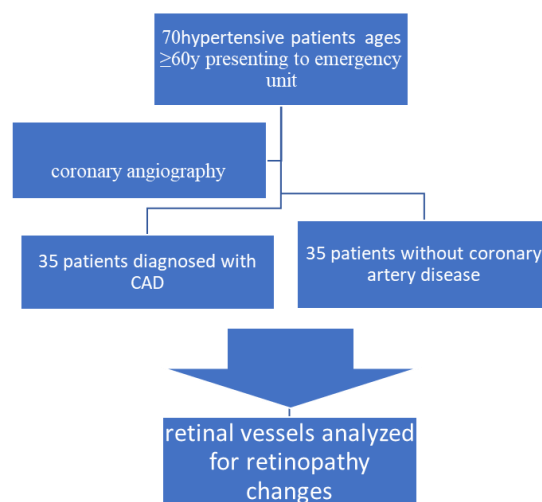 70hypertensive patients ages
≥60y presenting to emergency
unit
coronary angiography
35 patients diagnosed with
CAD
35 patients without coronary
artery disease
retinal vessels analyzed
for retinopathy
changes